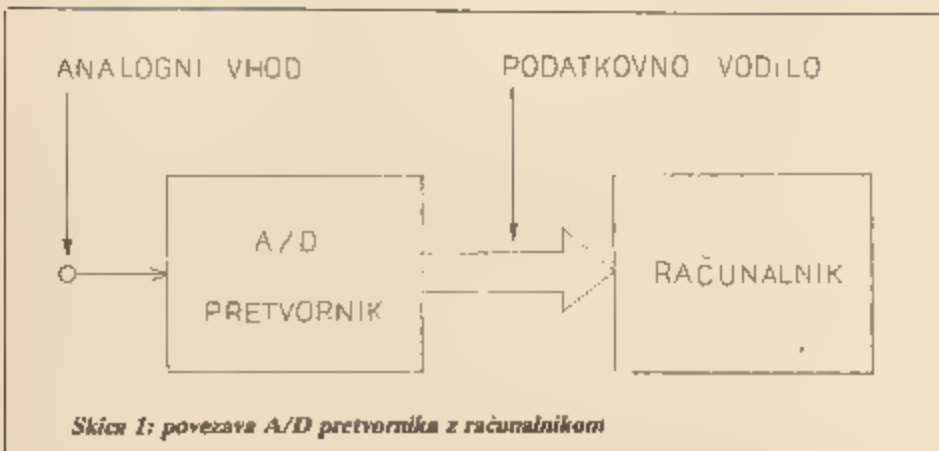 ANALOGNI VHOD
PODATKOVNO VODILO
A/D
PRETVORNIK
RAČUNALNIK
Skica 1: povezava A/D pretvornika z računalnikom